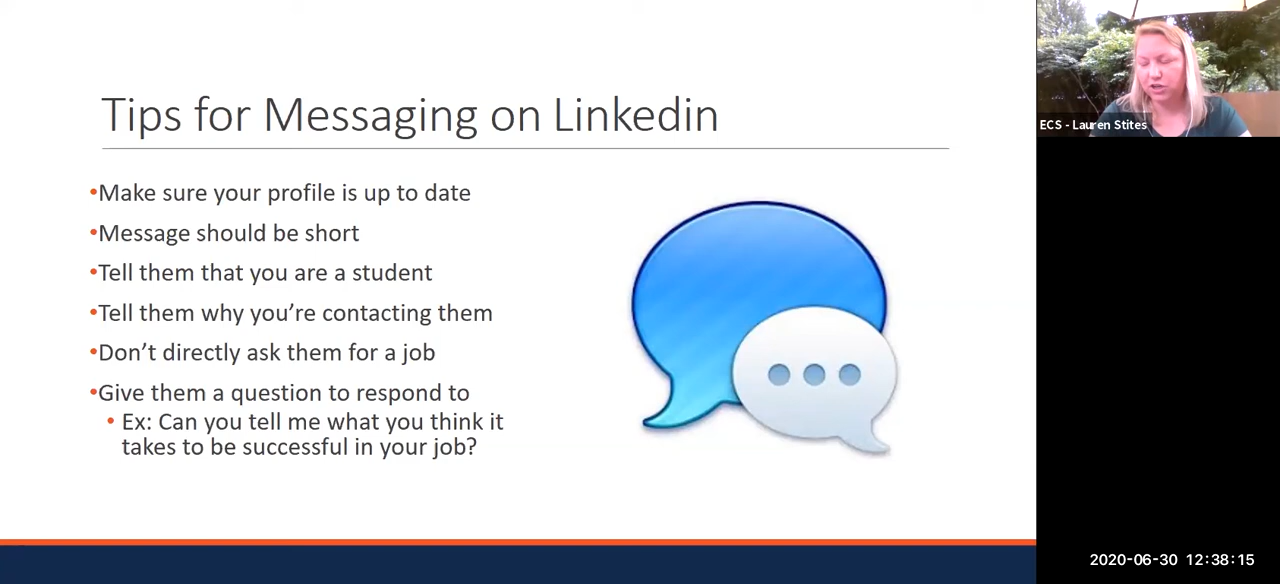 Tips for Messaging on Linkedin
•Make sure your profile is up to date
•Message should be short
•Tell them that you are a student
•Tell them why you’re contacting them
•Don’t directly ask them for a job
•Give them a question to respond to
• Ex: Can you tell me what you think it
takes to be successful in your job?
ECS - Lauren Stites
2020-06-30 12:38:15